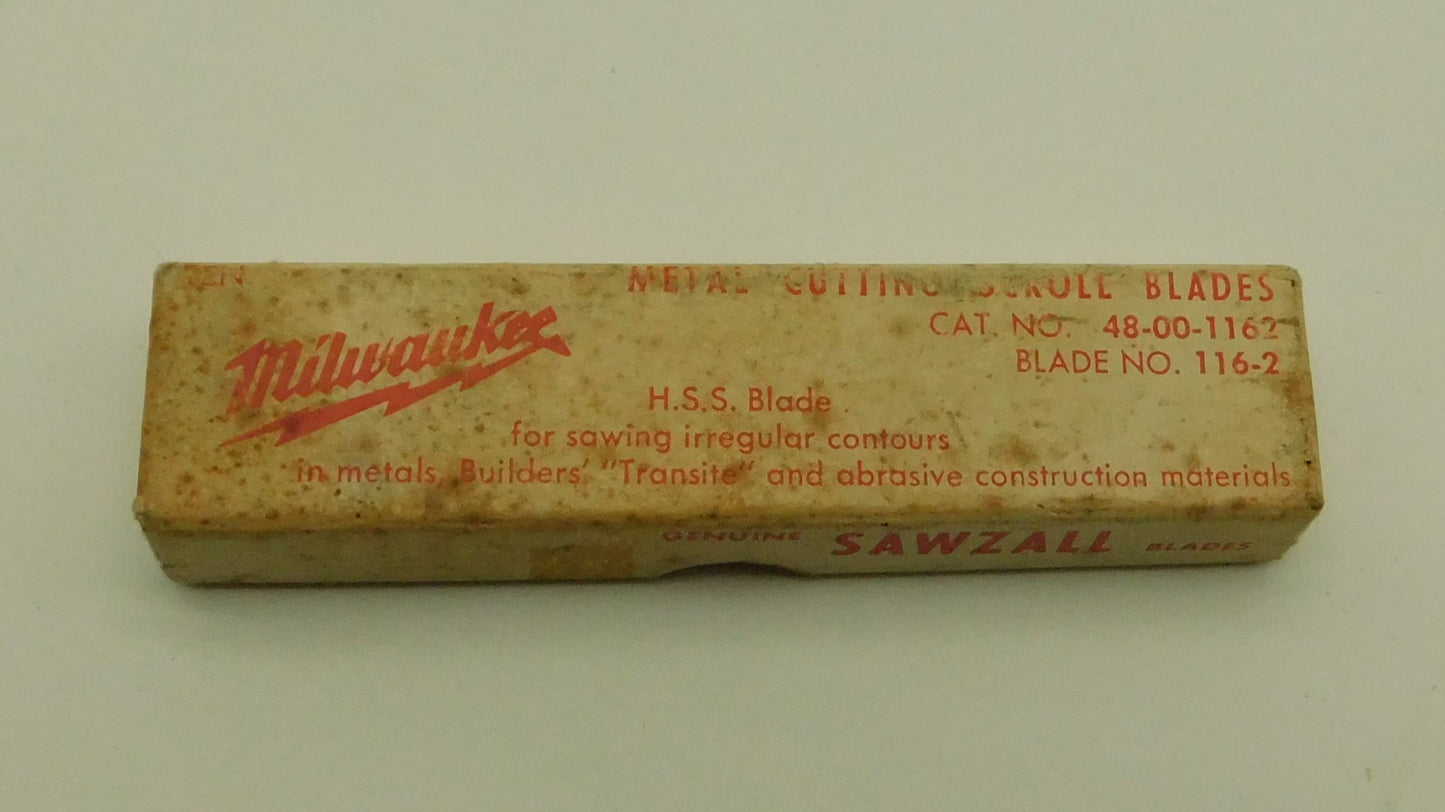 TEN
METAL CUTTING SCROLL BLADES
Milwaukee
CAT. NO. 48-00-1162
BLADE NO. 116-2
H.S.S. Blade
for sawing irregular contours
in metals, Builders' "Transite" and abrasive construction materials
GENUINE SAWZALL BLADES